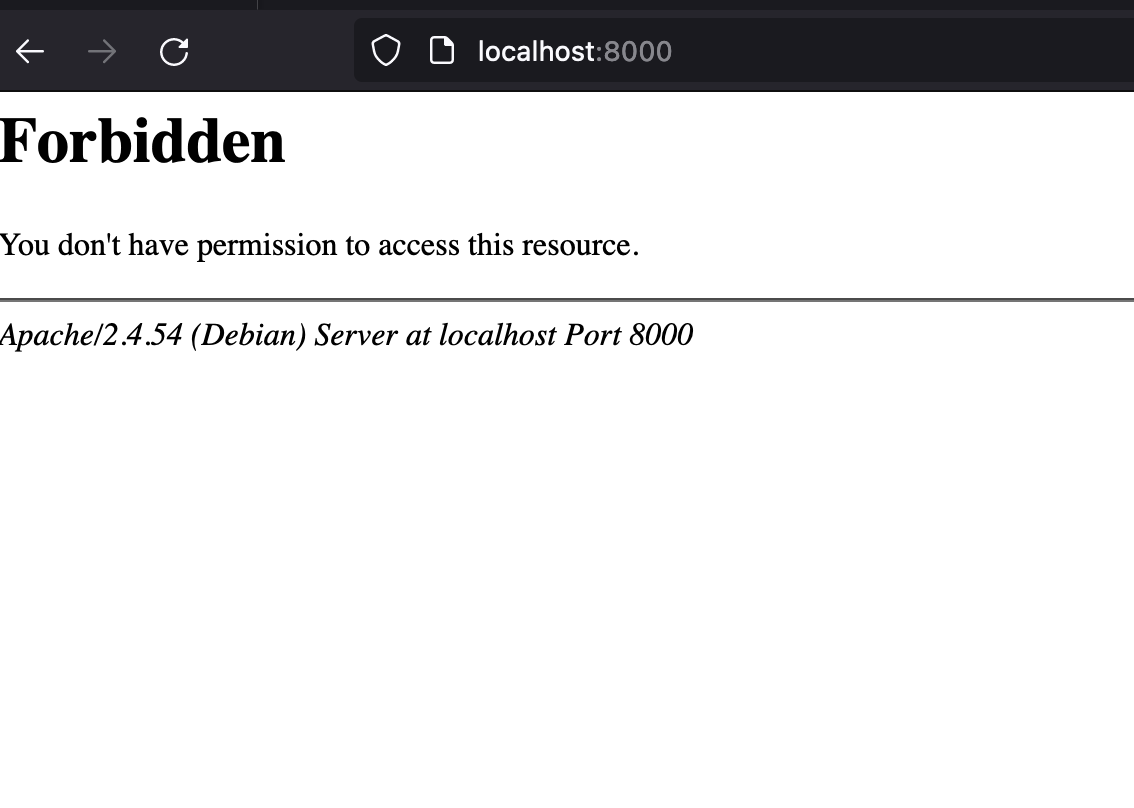 localhost:8000
Forbidden
You don't have permission to access this resource.
Apache/2.4.54 (Debian) Server at localhost Port 8000